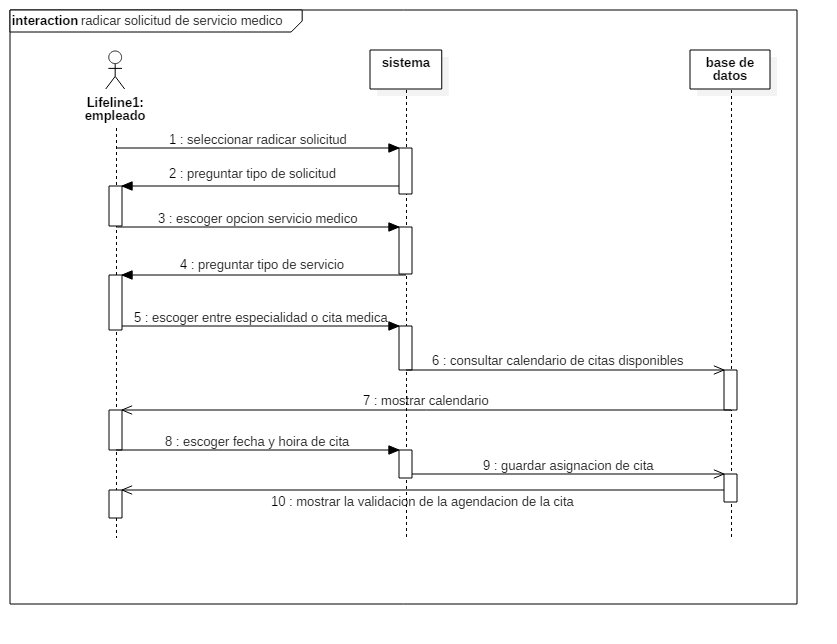 interaction radicar solicitud de servicio medico
Lifeline1:
empleado
sistema
base de
datos
1 : seleccionar radicar solicitud
2 : preguntar tipo de solicitud
3 : escoger opcion servicio medico
4 : preguntar tipo de servicio
5 : escoger entre especialidad o cita medica
6 : consultar calendario de citas disponibles
7 : mostrar calendario
8 : escoger fecha y hoira de cita
9 : guardar asignacion de cita
10 : mostrar la validacion de la agendacion de la cita